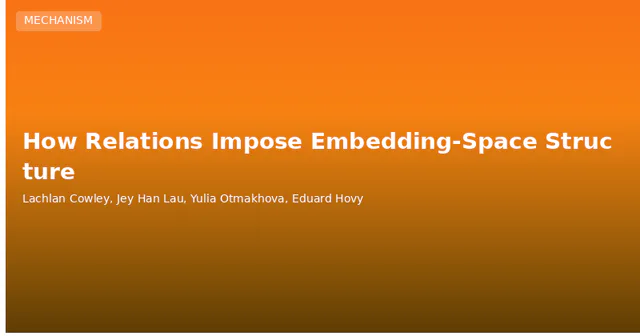 MECHANISM
How Relations Impose Embedding-Space Struc
ture
Lachlan Cowley, Jey Han Lau, Yulia Otmakhova, Eduard Hovy